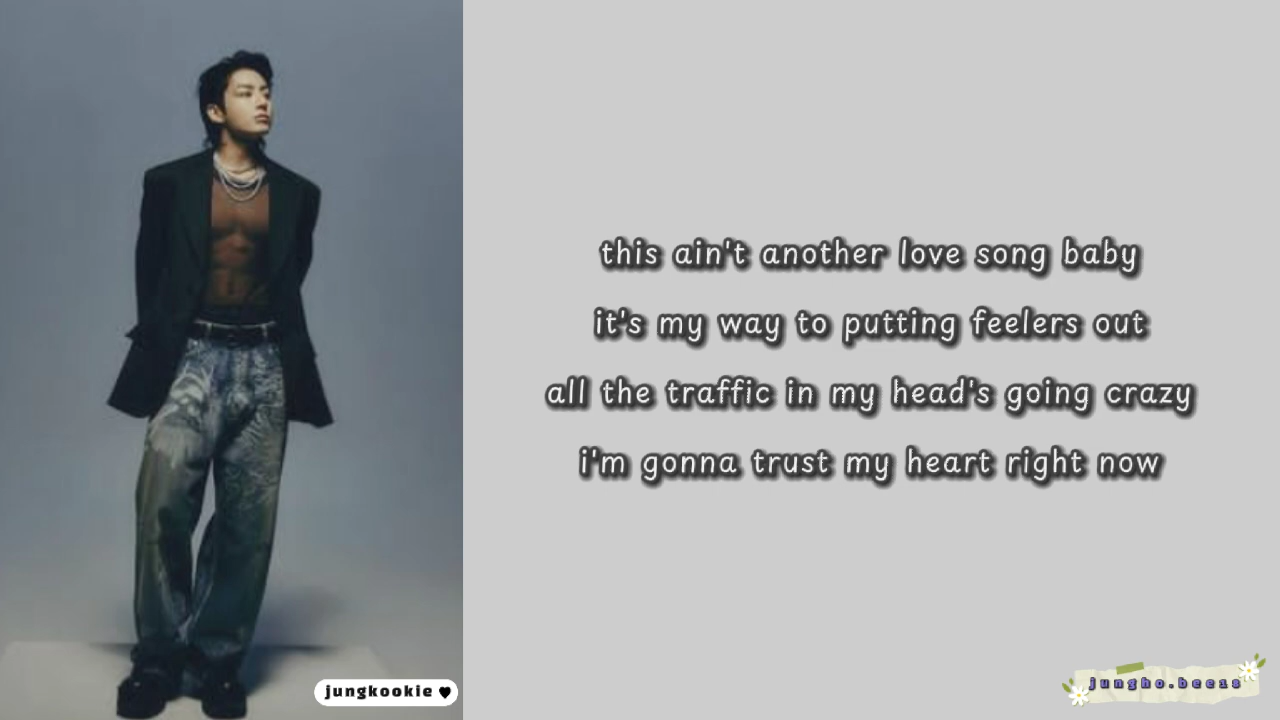 this ain't another love song baby
it's my way to putting feelers out
all the traffic in my head's going crazy
i'm gonna trust my heart right now
jungkookie
jungho.bee18